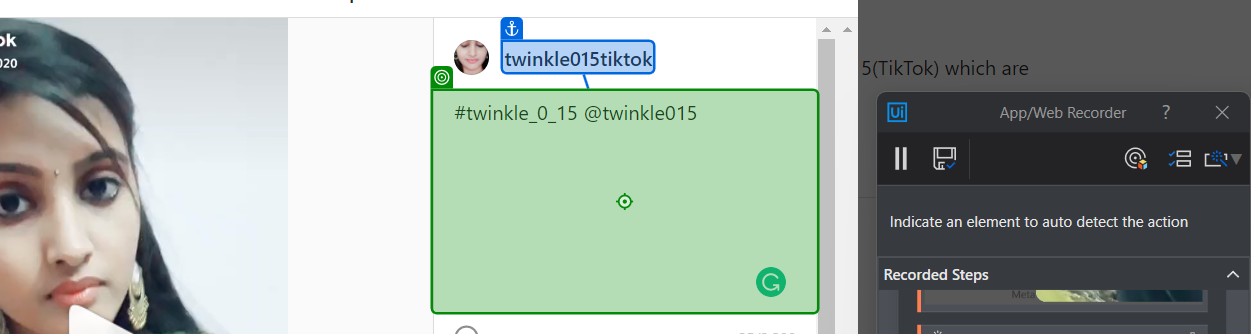 ok
020
twinkle015tiktok
#twinkle_0_15 @twinkle015
5(TikTok) which are
Ui App/Web Recorder ?
Indicate an element to auto detect the action
Recorded Steps
Meta